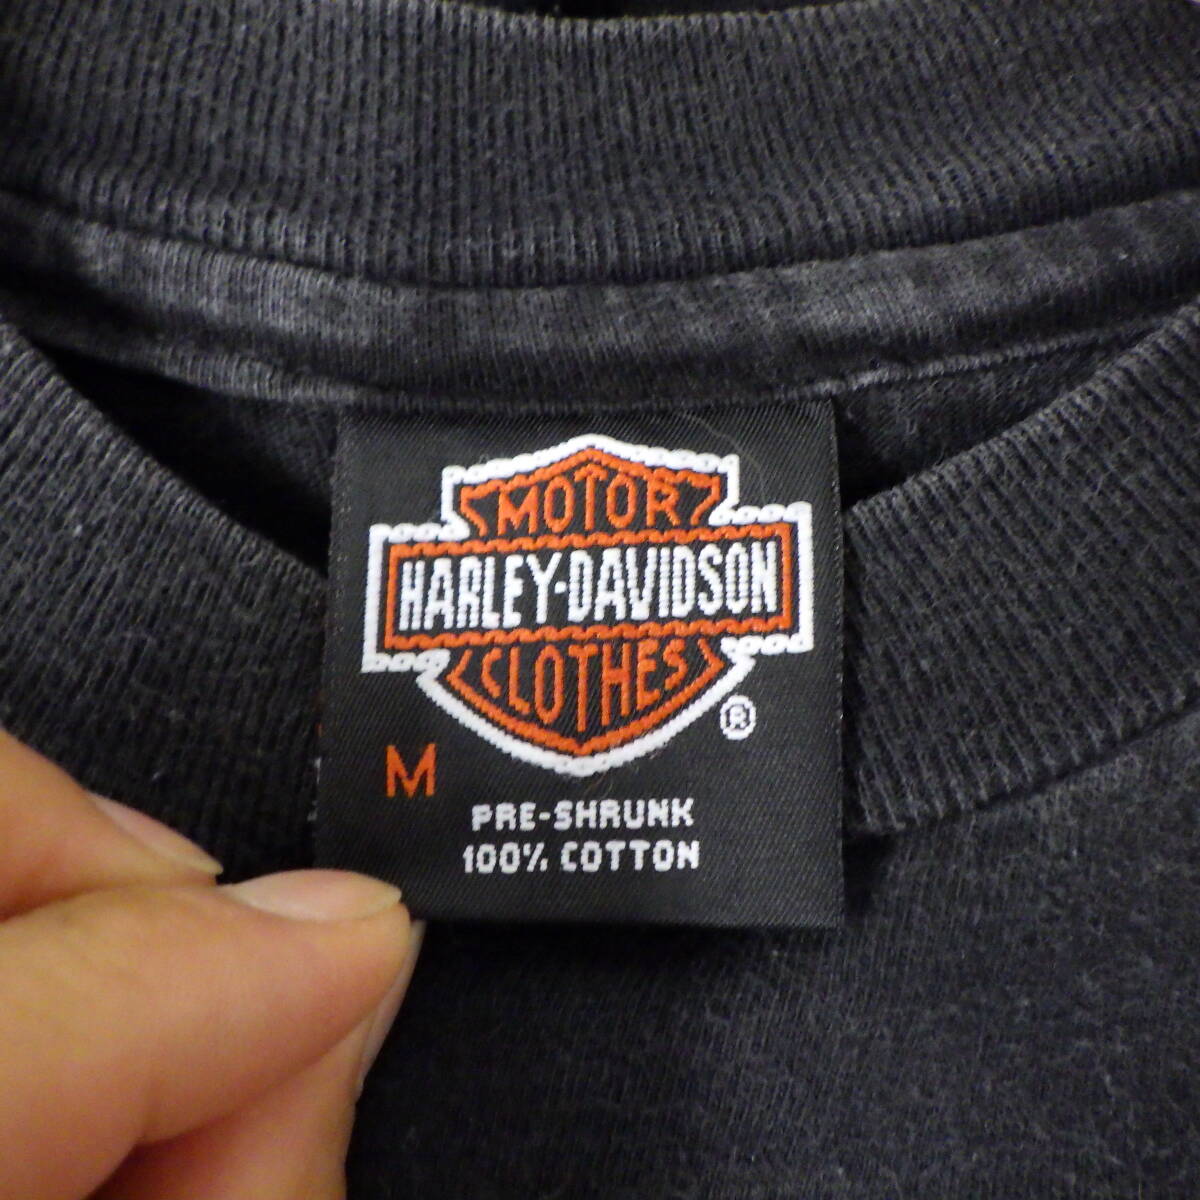 MOTOR
HARLEY-DAVIDSON
CLOTHES
®
M
PRE-SHRUNK
100% COTTON